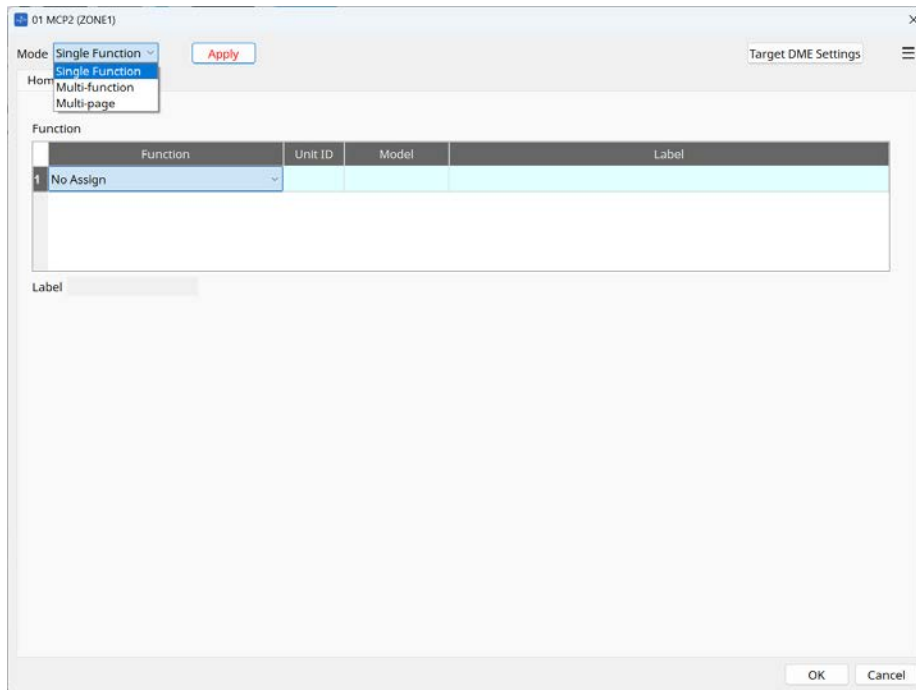 01 MCP2 (ZONE1)
Mode Single Function Apply Target DME Settings
Single Function
Hom
Multi-function
Multi-page
Function
Function Unit ID Model Label
1 No Assign
Label
OK Cancel